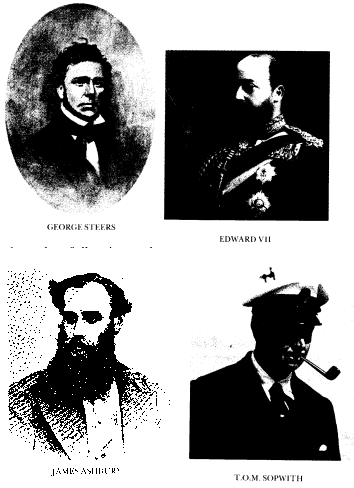 GEORGE STEERS
EDWARD VII
JAMES ASHBURY
T.O.M. SOPWITH